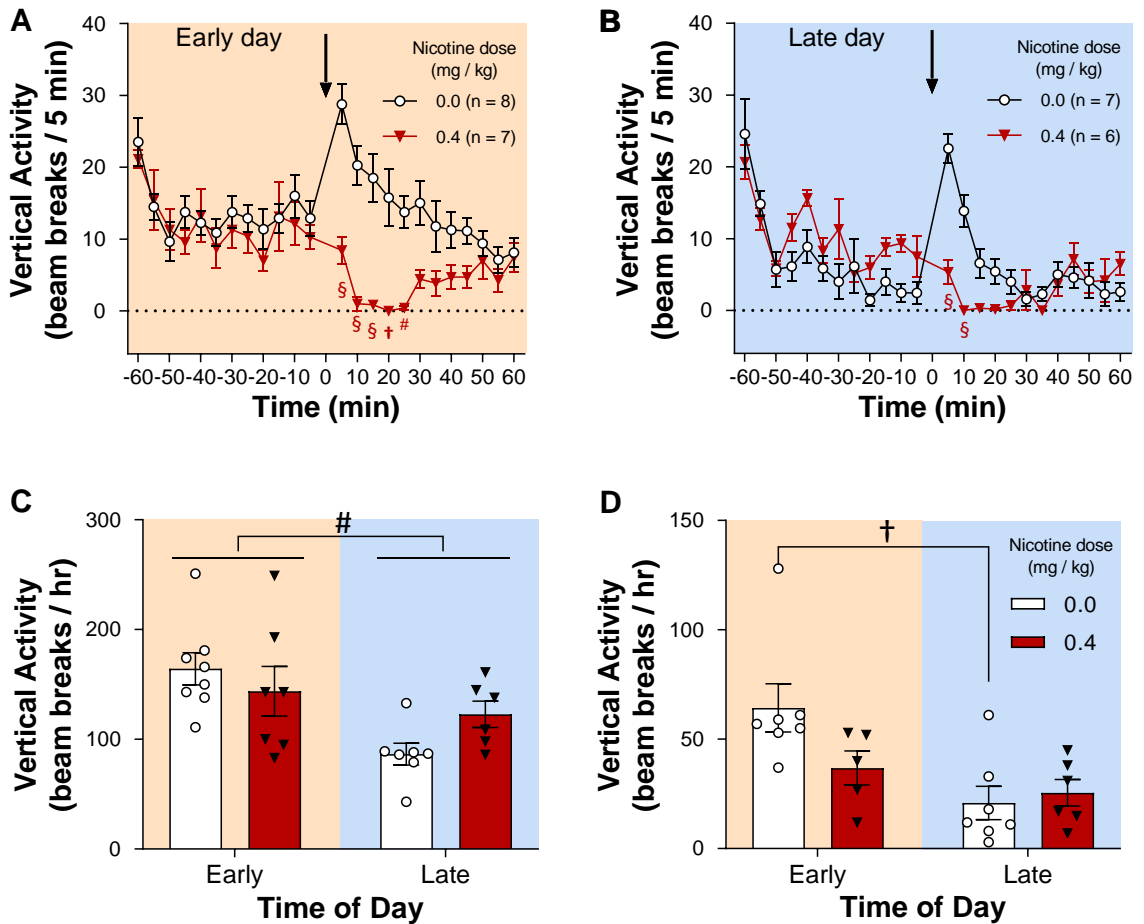 A
Early day
Nicotine dose
(mg / kg)
0.0 (n = 8)
0.4 (n = 7)
40
30
20
10
0
§
§
§
†
#
-60
-50
-40
-30
-20
-10
0
10
20
30
40
50
60
Vertical Activity
(beam breaks / 5 min)
Time (min)
B
Late day
Nicotine dose
(mg / kg)
0.0 (n = 7)
0.4 (n = 6)
40
30
20
10
0
§
§
-60
-50
-40
-30
-20
-10
0
10
20
30
40
50
60
Vertical Activity
(beam breaks / 5 min)
Time (min)
C
#
300
200
100
0
Vertical Activity
(beam breaks / hr)
Early
Late
Time of Day
D
†
Nicotine dose
(mg / kg)
0.0
0.4
150
100
50
0
Vertical Activity
(beam breaks / hr)
Early
Late
Time of Day